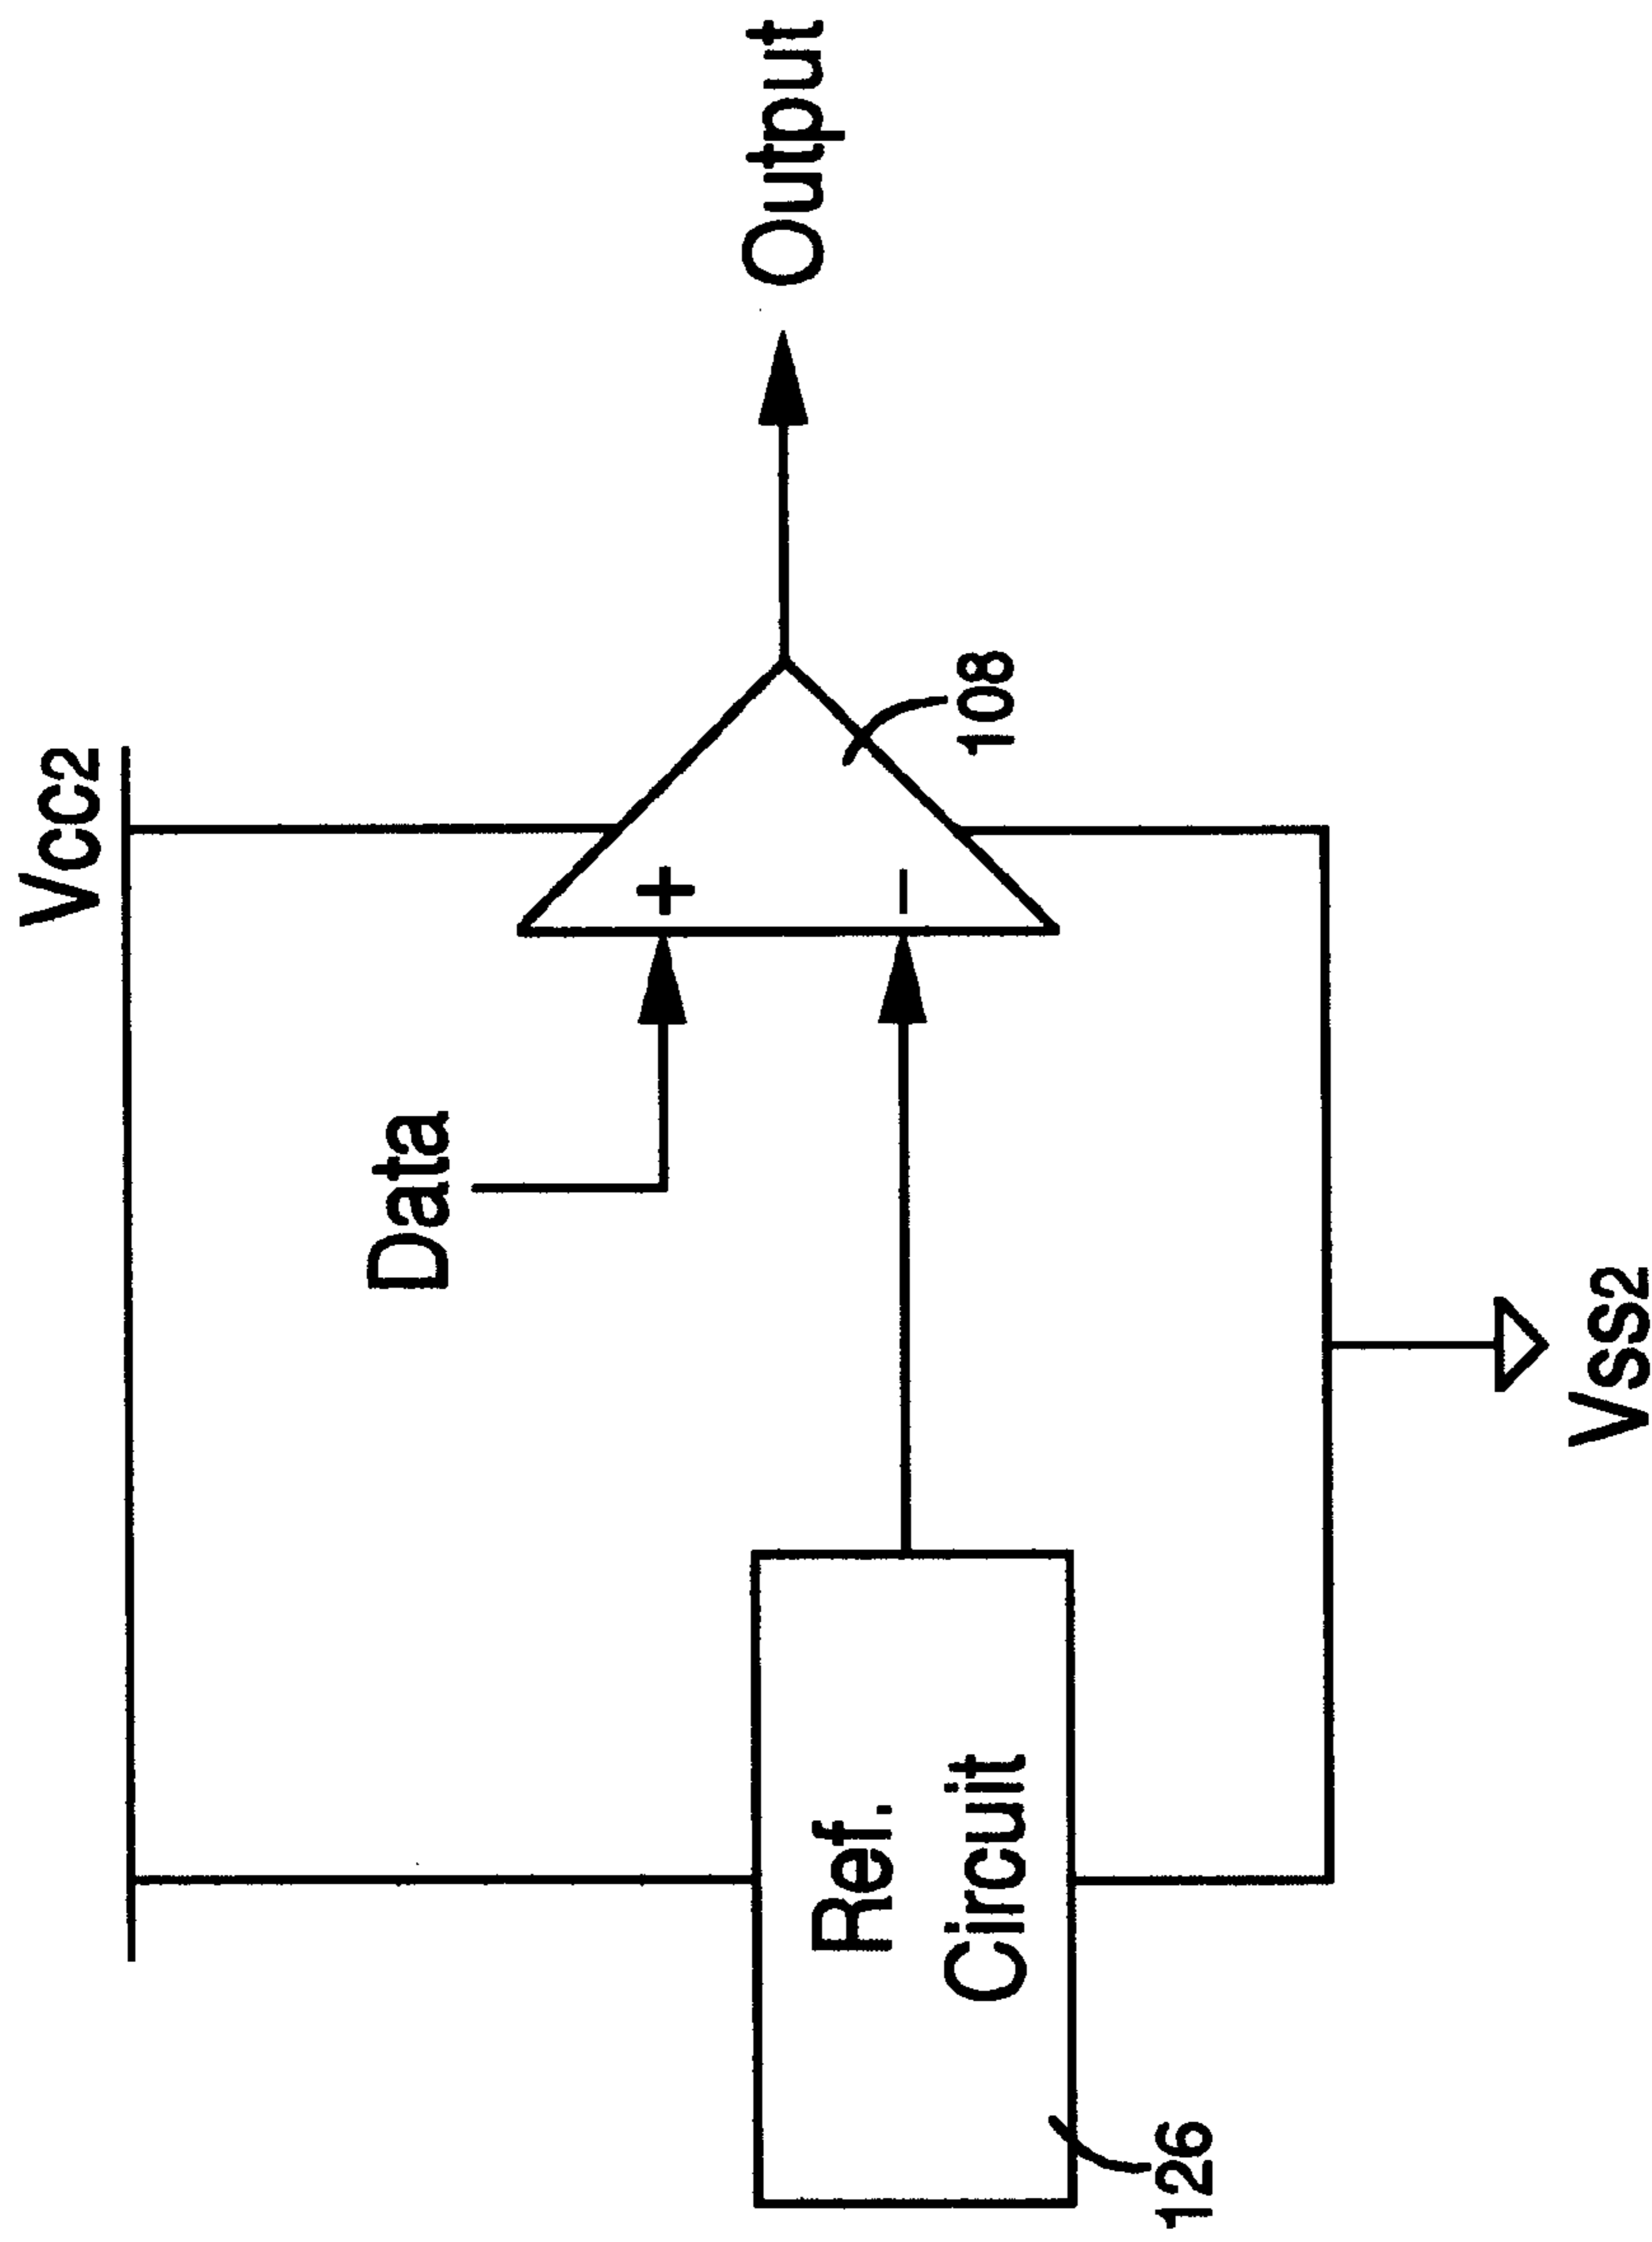 Vcc2
Data
+
−
Output
108
Ref.
Circuit
126
Vss2